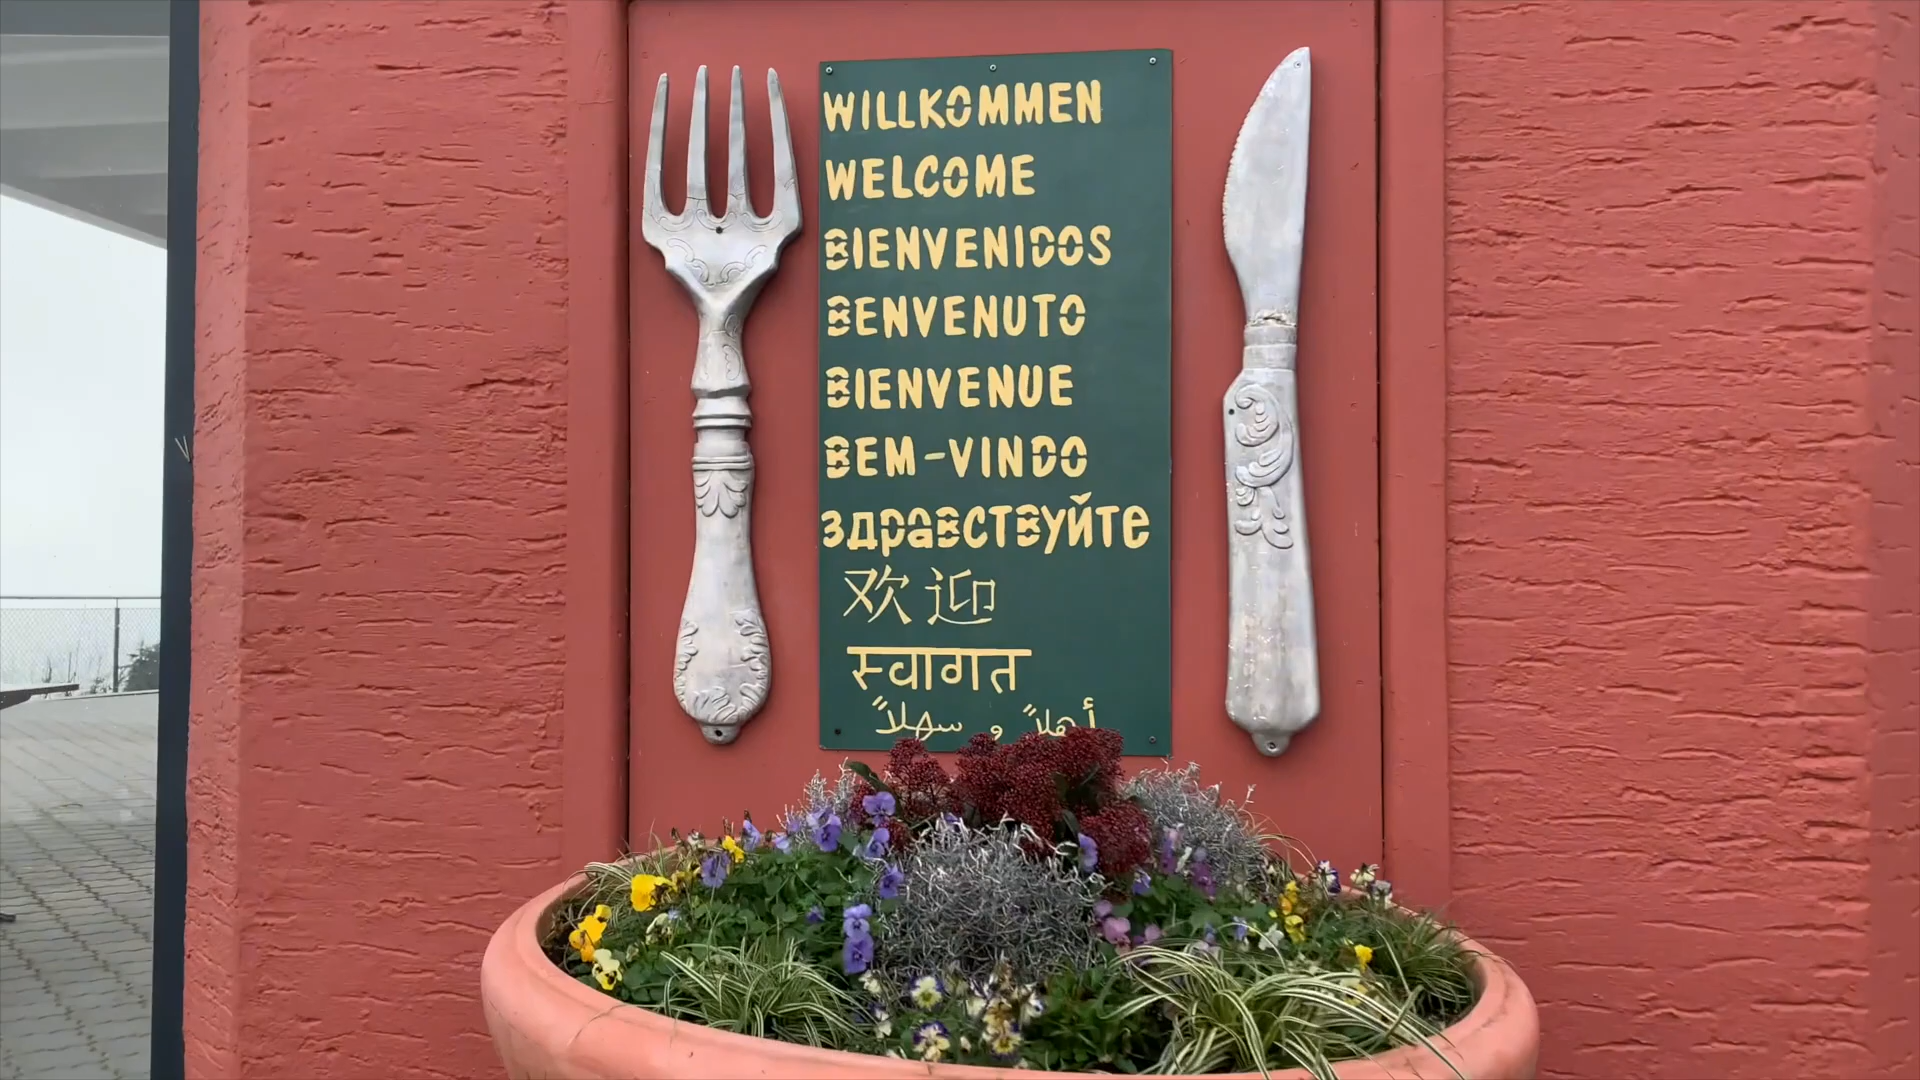 WILLKOMMEN
WELCOME
BIENVENIDOS
BENVENUTO
BIENVENUE
BEM-VINDO
здравствуйте
欢迎
स्वागत
أهلاً و سهلاً